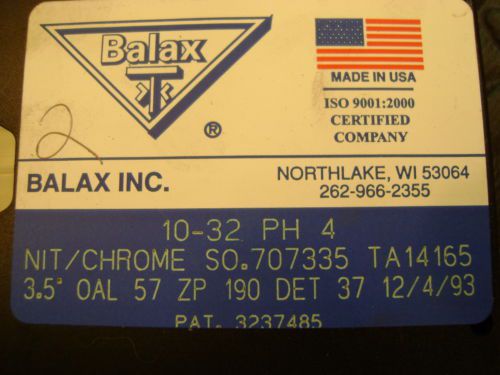 Balax
®
MADE IN USA
ISO 9001:2000
CERTIFIED
COMPANY
2
BALAX INC.
NORTHLAKE, WI 53064
262-966-2355
10-32 PH 4
NIT/CHROME SO.707335 TA14165
3.5" OAL 57 ZP 190 DET 37 12/4/93
PAT. 3237485